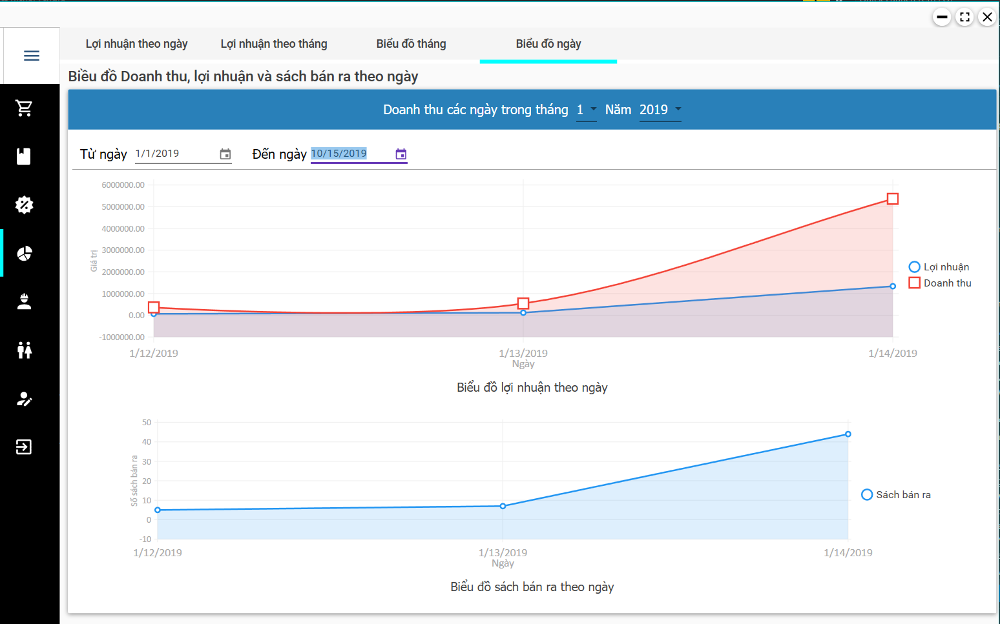 Lợi nhuận theo ngày Lợi nhuận theo tháng Biểu đồ tháng Biểu đồ ngày
Biều đồ Doanh thu, lợi nhuận và sách bán ra theo ngày
Doanh thu các ngày trong tháng 1 Năm 2019
Từ ngày 1/1/2019 Đến ngày 10/15/2019
6000000.00
5000000.00
4000000.00
3000000.00
2000000.00
1000000.00
0.00
-1000000.00
Giá trị
1/12/2019 1/13/2019 1/14/2019
Ngày
Lợi nhuận
Doanh thu
Biểu đồ lợi nhuận theo ngày
50
40
30
20
10
0
-10
Số sách bán ra
1/12/2019 1/13/2019 1/14/2019
Ngày
Sách bán ra
Biểu đồ sách bán ra theo ngày